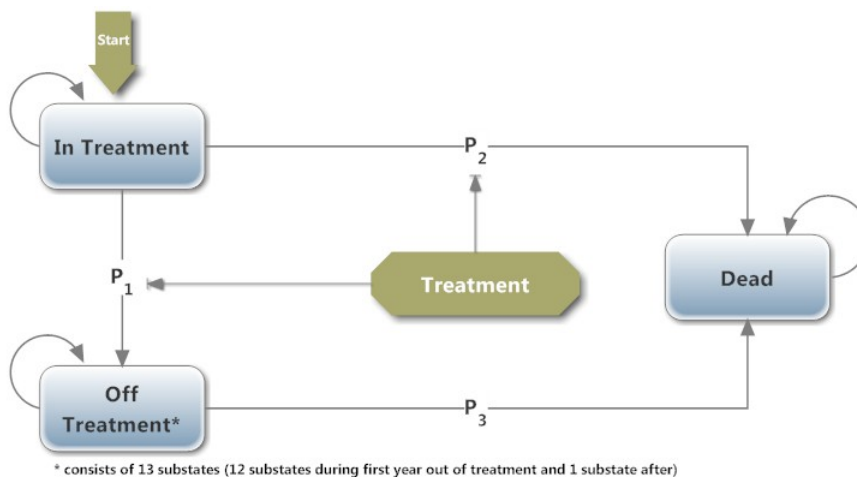 Start
In Treatment
P2
Treatment
Dead
P1
Off
Treatment*
P3
* consists of 13 substates (12 substates during first year out of treatment and 1 substate after)